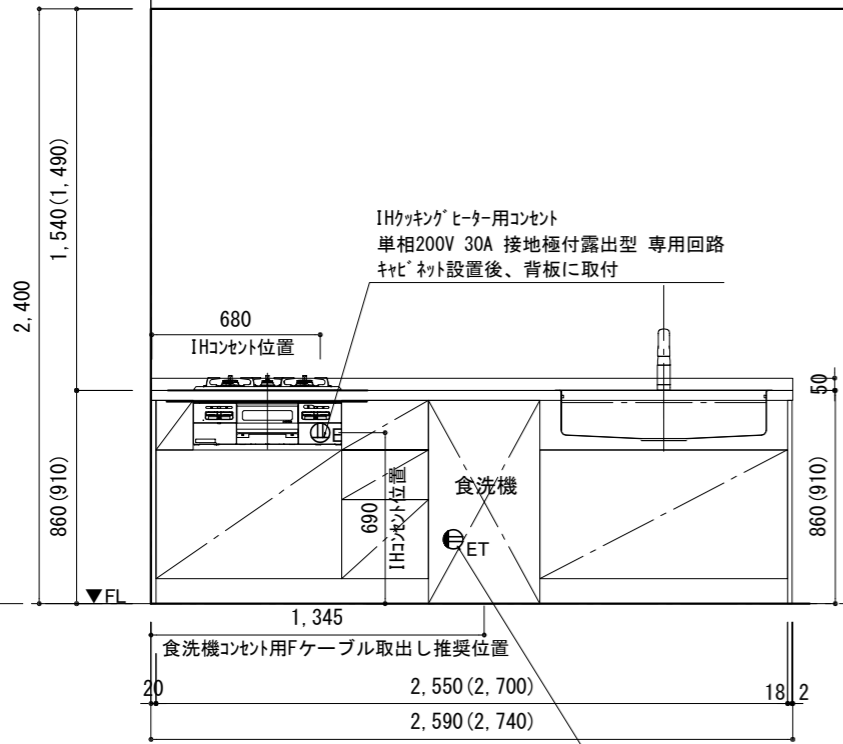 2,400
1,540(1,490)
IHｸｯｷﾝｸﾞﾋｰﾀｰ用ｺﾝｾﾝﾄ
単相200V 30A 接地極付露出型 専用回路
ｷｬﾋﾞﾈｯﾄ設置後、背板に取付
680
IHｺﾝｾﾝﾄ位置
50
860(910)
690
IHｺﾝｾﾝﾄ位置
食洗機
ET
860(910)
▼FL
1,345
食洗機ｺﾝｾﾝﾄ用Fケーブル取出し推奨位置
20
2,550(2,700)
18
2
2,590(2,740)